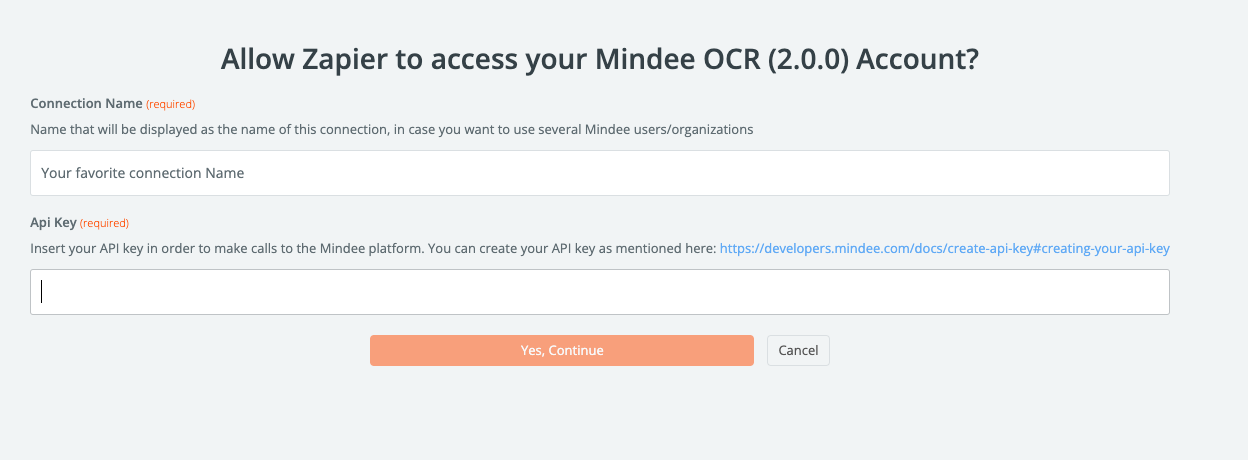 Allow Zapier to access your Mindee OCR (2.0.0) Account?
Connection Name (required)
Name that will be displayed as the name of this connection, in case you want to use several Mindee users/organizations
Your favorite connection Name
Api Key (required)
Insert your API key in order to make calls to the Mindee platform. You can create your API key as mentioned here: https://developers.mindee.com/docs/create-api-key#creating-your-api-key
Yes, Continue
Cancel